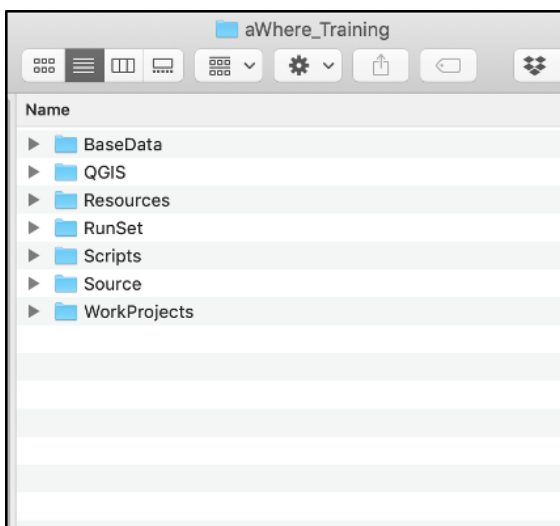 aWhere_Training
Name
BaseData
QGIS
Resources
RunSet
Scripts
Source
WorkProjects